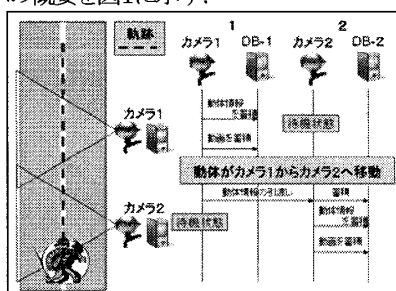 の概要を図1に示す.
軌跡
1
2
カメラ1
DB-1
カメラ2
DB-2
動体情報
を蓄積
待機状態
動画を蓄積
カメラ1
動体がカメラ1からカメラ2へ移動
動体情報の引渡し
蓄積
カメラ2
待機状態
動体情報
を蓄積
動画を蓄積